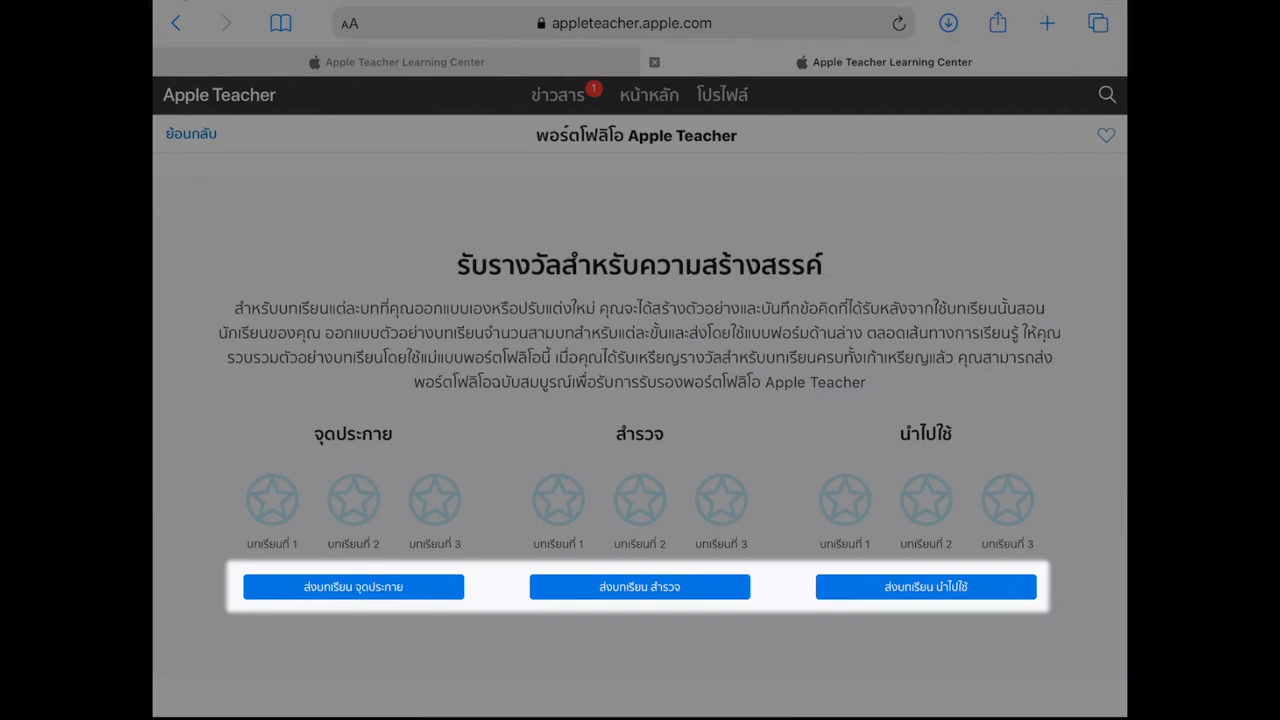 AA appleteacher.apple.com
Apple Teacher Learning Center Apple Teacher Learning Center
Apple Teacher ข่าวสาร 1 หน้าหลัก โปรไฟล์
ย้อนกลับ พอร์ตโฟลิโอ Apple Teacher
รับรางวัลสำหรับความสร้างสรรค์
สำหรับบทเรียนแต่ละบทที่คุณออกแบบเองหรือปรับแต่งใหม่ คุณจะได้สร้างตัวอย่างและบันทึกข้อคิดที่ได้รับหลังจากใช้บทเรียนนั้นสอน
นักเรียนของคุณ ออกแบบตัวอย่างบทเรียนจำนวนสามบทสำหรับแต่ละขั้นและส่งโดยใช้แบบฟอร์มด้านล่าง ตลอดเส้นทางการเรียนรู้ ให้คุณ
รวบรวมตัวอย่างบทเรียนโดยใช้แม่แบบพอร์ตโฟลิโอนี้ เมื่อคุณได้รับเหรียญรางวัลสำหรับบทเรียนครบทั้งเก้าเหรียญแล้ว คุณสามารถส่ง
พอร์ตโฟลิโอฉบับสมบูรณ์เพื่อรับการรับรองพอร์ตโฟลิโอ Apple Teacher
จุดประกาย สำรวจ นำไปใช้
บทเรียนที่ 1 บทเรียนที่ 2 บทเรียนที่ 3 บทเรียนที่ 1 บทเรียนที่ 2 บทเรียนที่ 3 บทเรียนที่ 1 บทเรียนที่ 2 บทเรียนที่ 3
ส่งบทเรียน จุดประกาย ส่งบทเรียน สำรวจ ส่งบทเรียน นำไปใช้